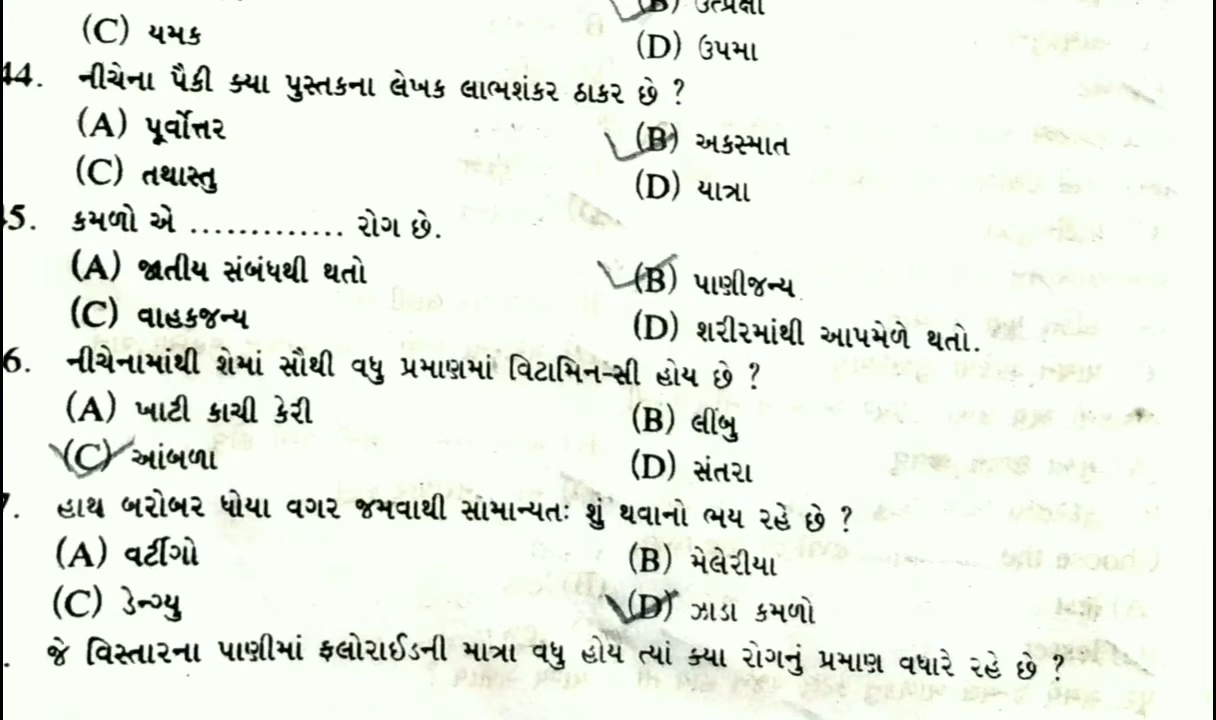 (B) ઉત્પ્રેક્ષા
(C) યમક
(D) ઉપમા
44. નીચેના પૈકી ક્યા પુસ્તકના લેખક લાભશંકર ઠાકર છે ?
(A) પૂર્વોત્તર
(B) અકસ્માત
(C) તથાસ્તુ
(D) યાત્રા
5. કમળો એ ............. રોગ છે.
(A) જાતીય સંબંધથી થતો
(B) પાણીજન્ય
(C) વાહકજન્ય
(D) શરીરમાંથી આપમેળે થતો.
6. નીચેનામાંથી શેમાં સૌથી વધુ પ્રમાણમાં વિટામિન-સી હોય છે ?
(A) ખાટી કાચી કેરી
(B) લીંબુ
(C) આંબળા
(D) સંતરા
7. હાથ બરોબર ધોયા વગર જમવાથી સામાન્યતઃ શું થવાનો ભય રહે છે ?
(A) વર્ટીગો
(B) મેલેરીયા
(C) ડેન્ગ્યુ
(D) ઝાડા કમળો
. જે વિસ્તારના પાણીમાં ફલોરાઈડની માત્રા વધુ હોય ત્યાં ક્યા રોગનું પ્રમાણ વધારે રહે છે ?